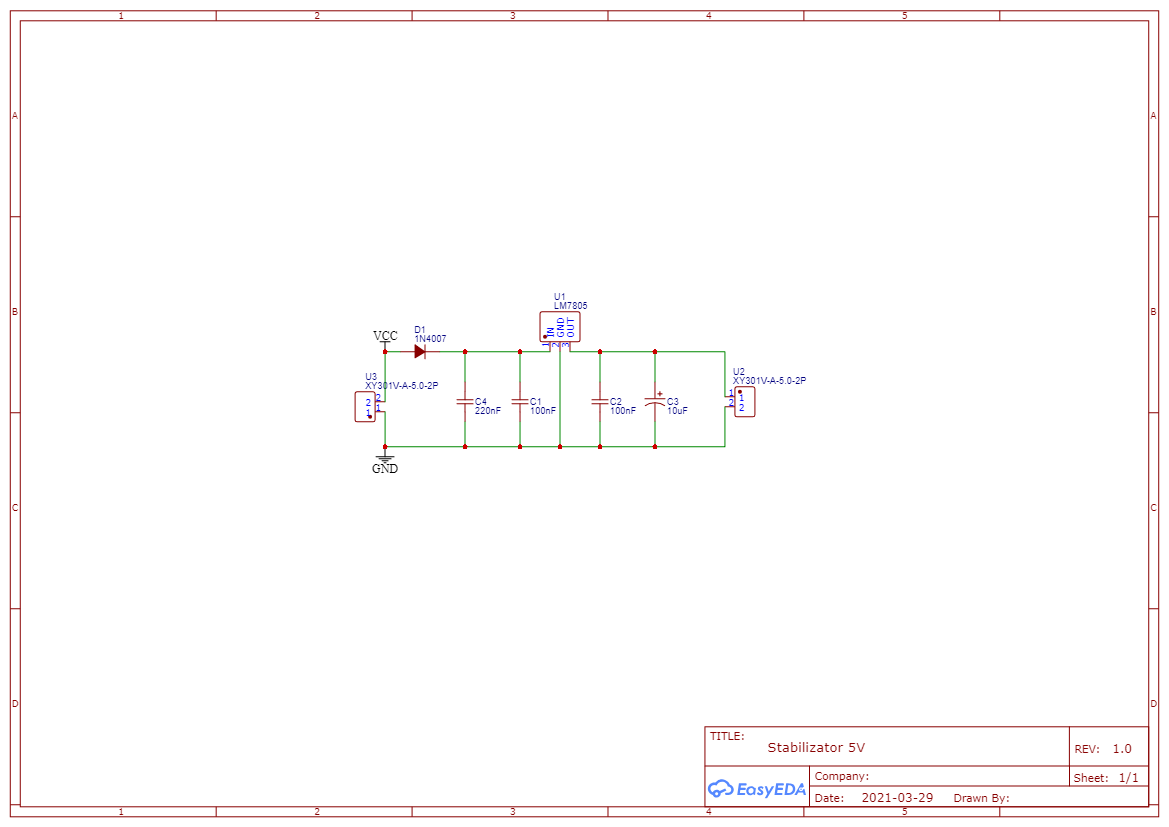 1 2 3 4 5
A A
U1
LM7805
IN
GND
OUT
1 2 3
B B
VCC
D1
1N4007
U3
XY301V-A-5.0-2P
2 2
1 1
C4
220nF
C1
100nF
C2
100nF
+
C3
10uF
U2
XY301V-A-5.0-2P
1 1
2 2
GND
C C
D D
TITLE:
Stabilizator 5V
REV: 1.0
EasyEDA
Company:
Sheet: 1/1
Date: 2021-03-29 Drawn By:
1 2 3 4 5